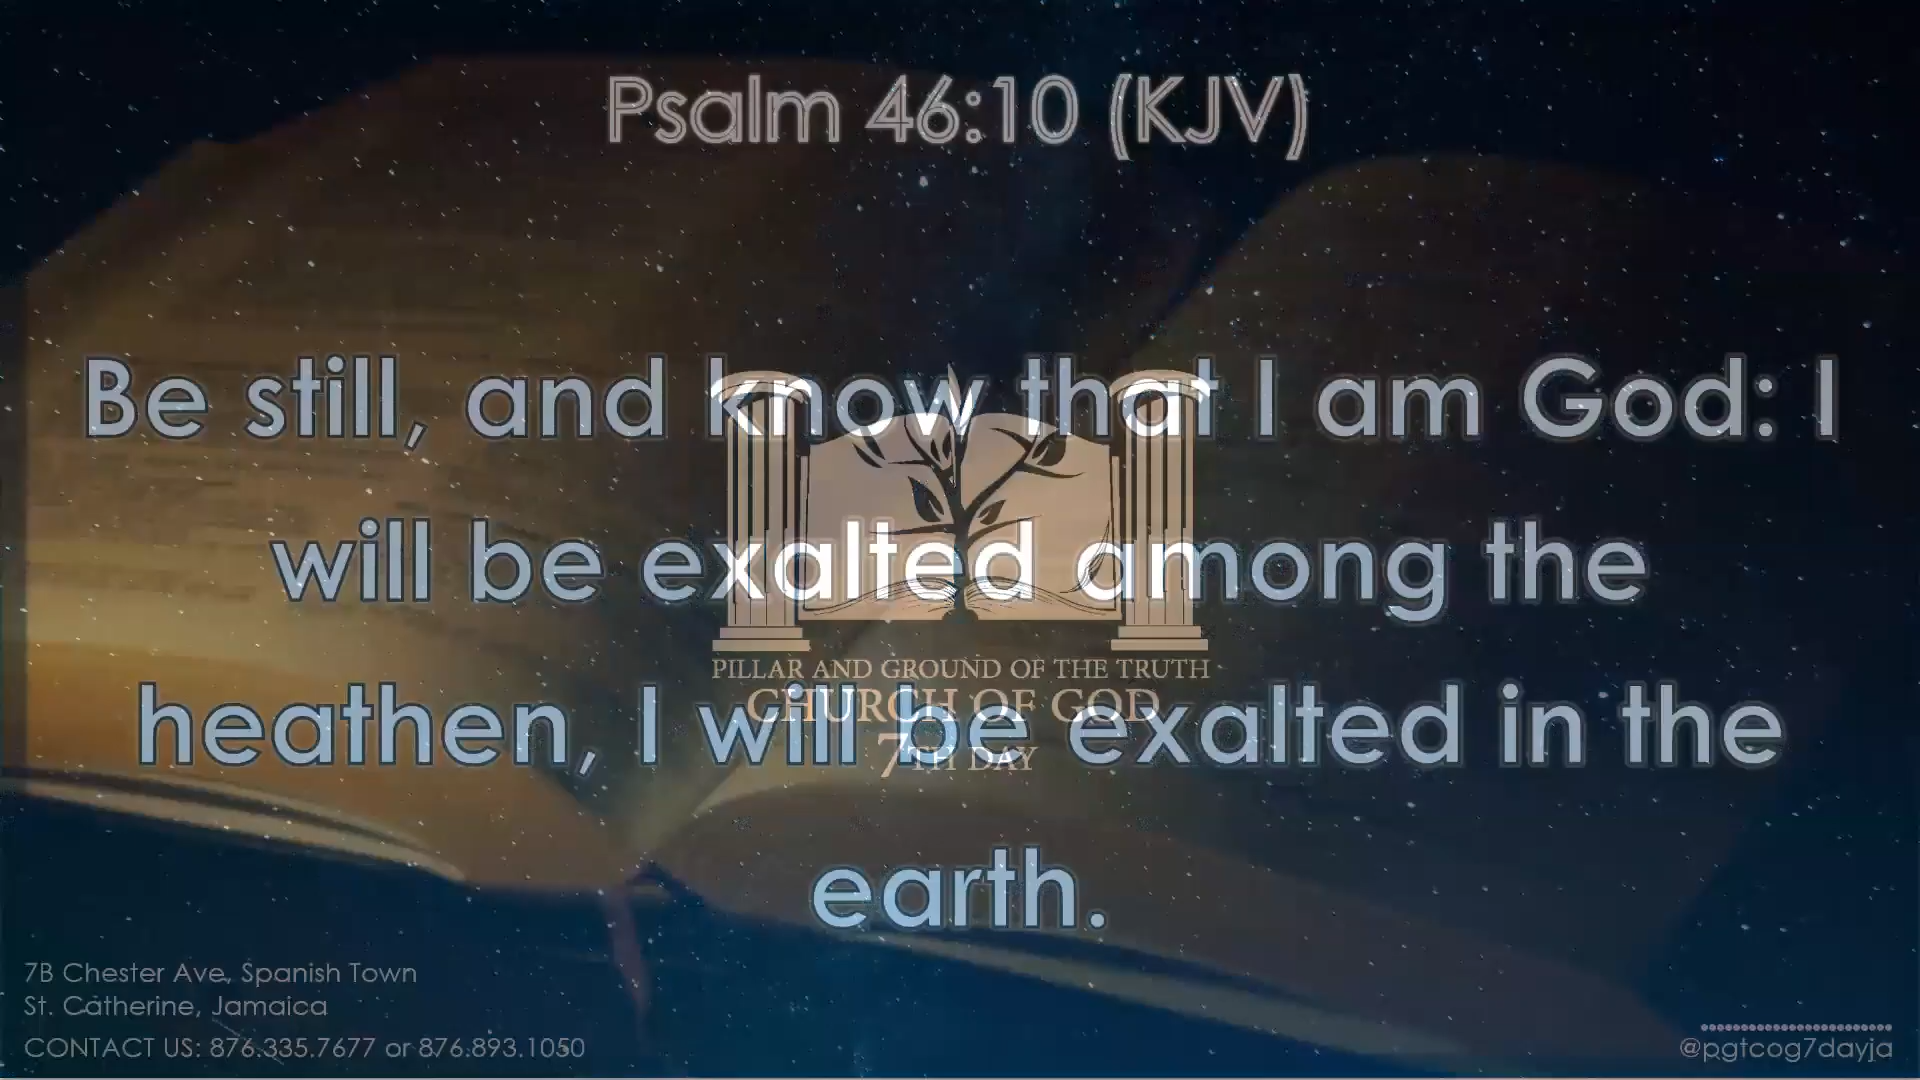 Psalm 46:10 (KJV)
Be still, and know that I am God: I
will be exalted among the
heathen, I will be exalted in the
earth.
PILLAR AND GROUND OF THE TRUTH
CHURCH OF GOD
7TH DAY
7B Chester Ave, Spanish Town
St. Catherine, Jamaica
CONTACT US: 876.335.7677 or 876.893.1050
@pgtcog7dayja